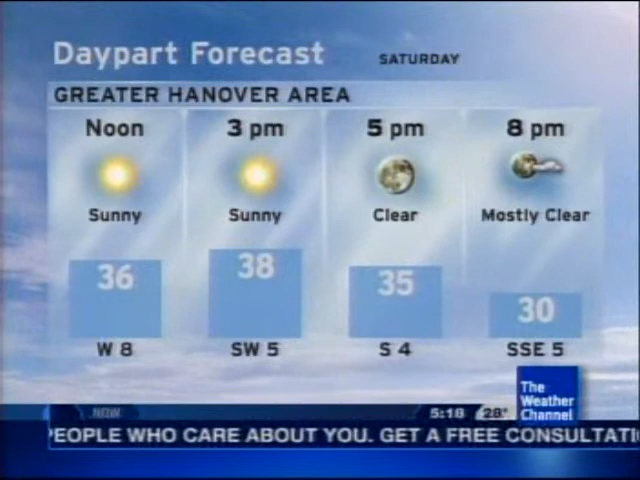 Daypart Forecast SATURDAY
GREATER HANOVER AREA
Noon 3 pm 5 pm 8 pm
Sunny Sunny Clear Mostly Clear
36 38 35 30
W 8 SW 5 S 4 SSE 5
The
Weather
Channel
NOW 5:18 28°
PEOPLE WHO CARE ABOUT YOU. GET A FREE CONSULTATI